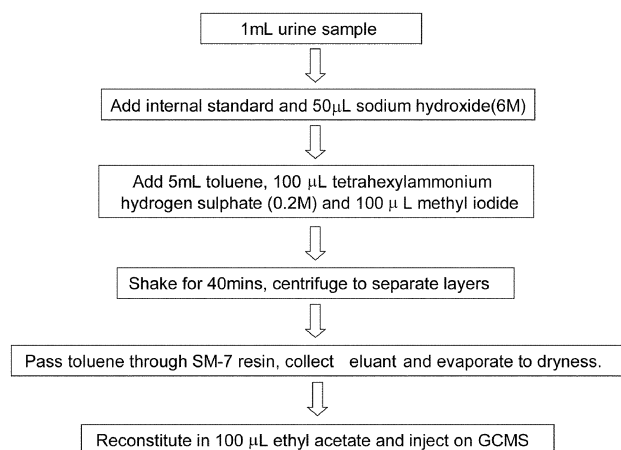 1mL urine sample
Add internal standard and 50μL sodium hydroxide(6M)
Add 5mL toluene, 100 μL tetrahexylammonium
hydrogen sulphate (0.2M) and 100 μ L methyl iodide
Shake for 40mins, centrifuge to separate layers
Pass toluene through SM-7 resin, collect eluant and evaporate to dryness.
Reconstitute in 100 μL ethyl acetate and inject on GCMS